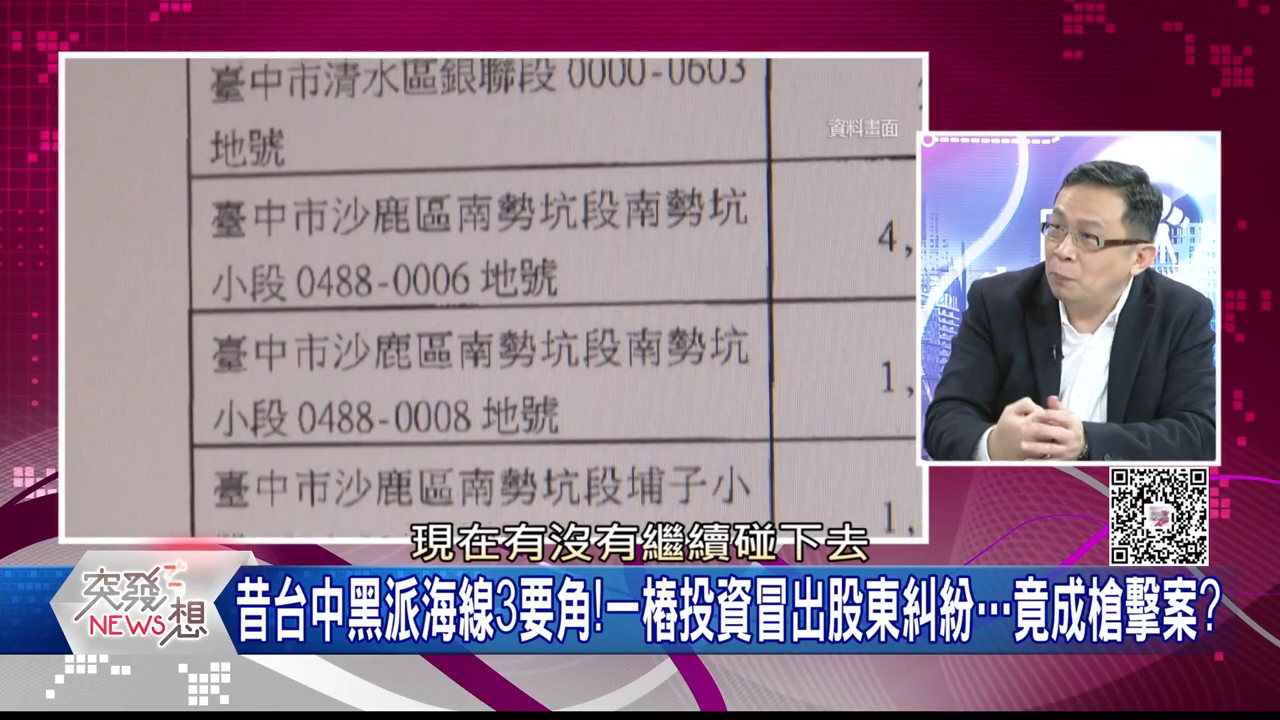 臺中市清水區銀聯段 0000-0603
地號
資料畫面
臺中市沙鹿區南勢坑段南勢坑
小段 0488-0006 地號
4,
臺中市沙鹿區南勢坑段南勢坑
小段 0488-0008 地號
1,
臺中市沙鹿區南勢坑段埔子小
1,
現在有沒有繼續碰下去
突發
NEWS想
昔台中黑派海線3要角!一樁投資冒出股東糾紛…竟成槍擊案?